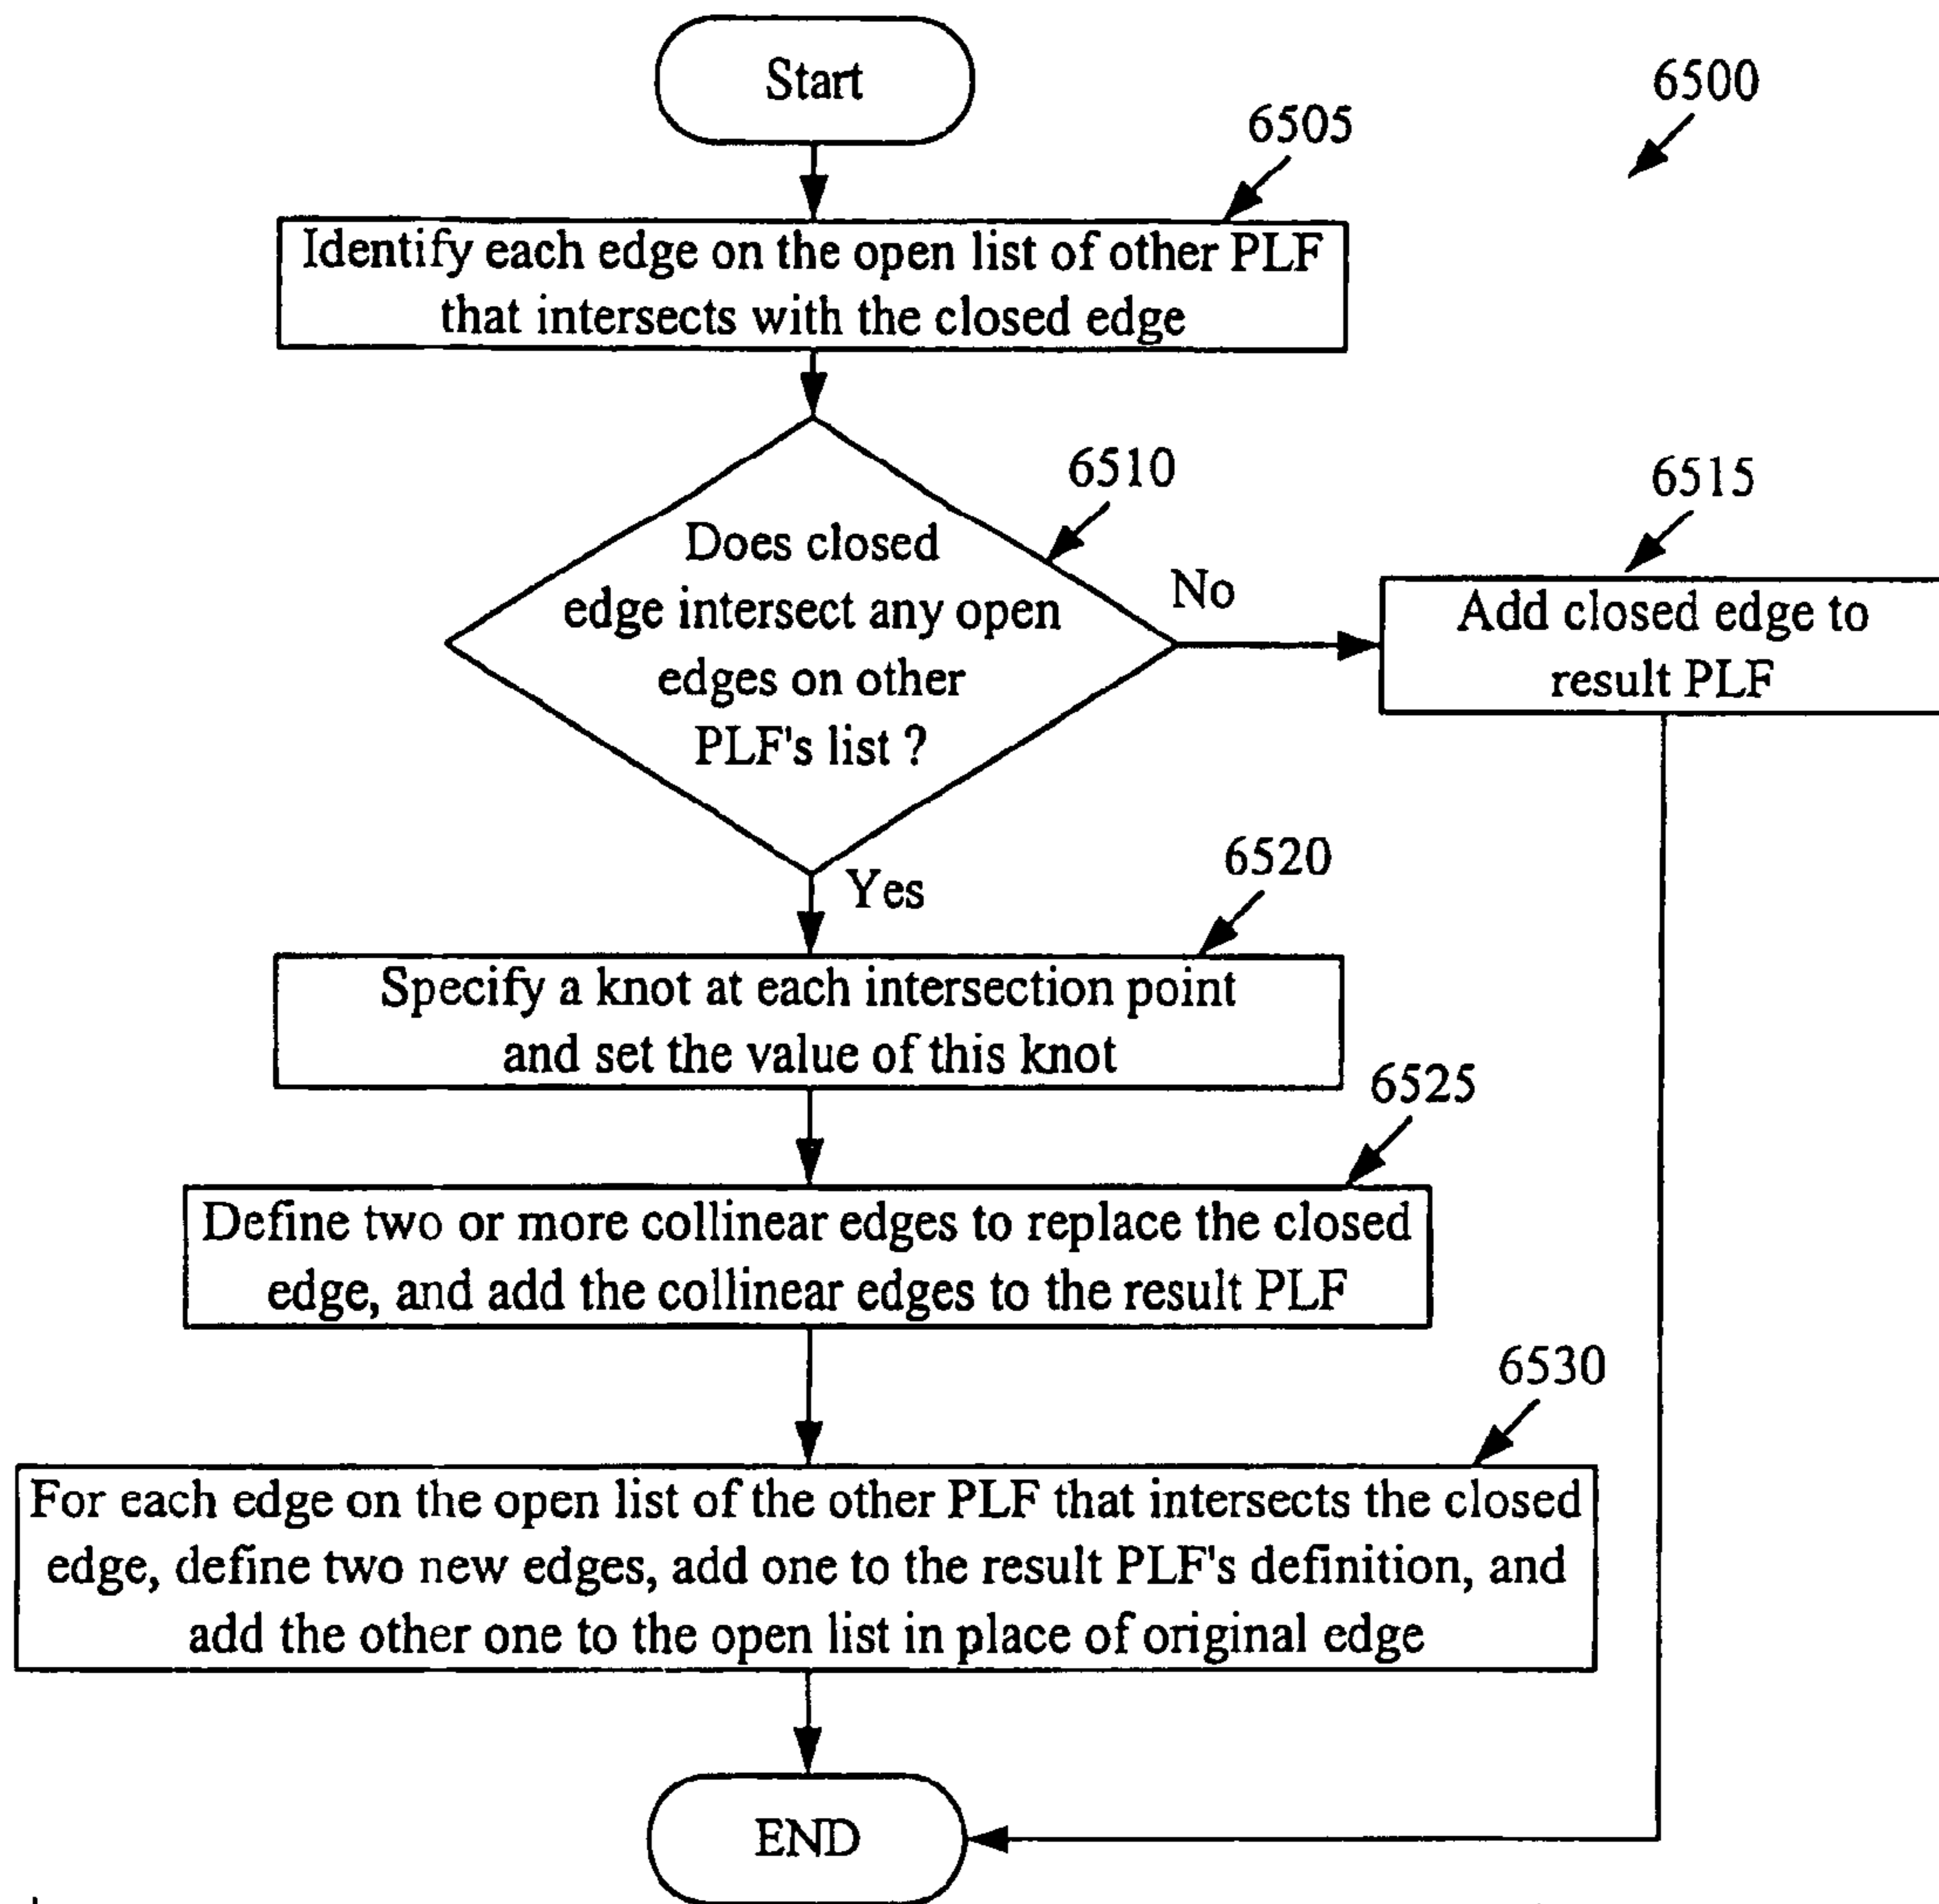 Start
6500
6505
Identify each edge on the open list of other PLF
that intersects with the closed edge
6510
Does closed
edge intersect any open
edges on other
PLF's list ?
No
6515
Add closed edge to
result PLF
Yes
6520
Specify a knot at each intersection point
and set the value of this knot
6525
Define two or more collinear edges to replace the closed
edge, and add the collinear edges to the result PLF
6530
For each edge on the open list of the other PLF that intersects the closed
edge, define two new edges, add one to the result PLF's definition, and
add the other one to the open list in place of original edge
END